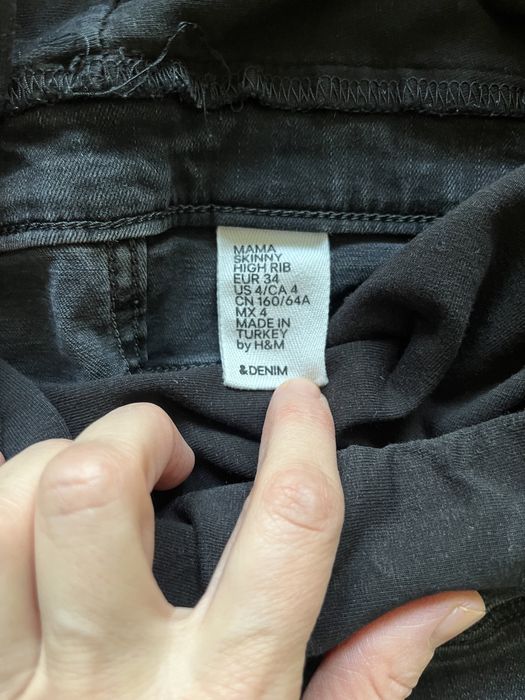 MAMA
SKINNY
HIGH RIB
EUR 34
US 4/CA 4
CN 160/64A
MX 4
MADE IN
TURKEY
by H&M
&DENIM